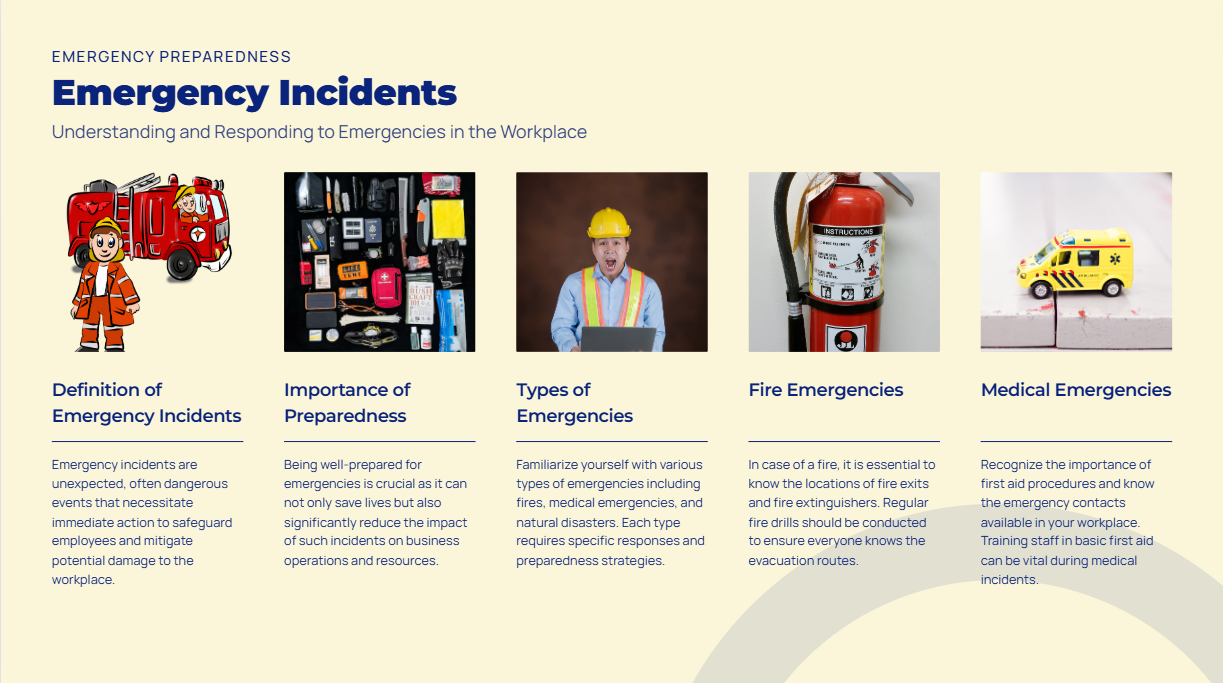 EMERGENCY PREPAREDNESS
Emergency Incidents
Understanding and Responding to Emergencies in the Workplace
INSTRUCTIONS
Definition of
Emergency Incidents
Emergency incidents are
unexpected, often dangerous
events that necessitate
immediate action to safeguard
employees and mitigate
potential damage to the
workplace.
Importance of
Preparedness
Being well-prepared for
emergencies is crucial as it can
not only save lives but also
significantly reduce the impact
of such incidents on business
operations and resources.
Types of
Emergencies
Familiarize yourself with various
types of emergencies including
fires, medical emergencies, and
natural disasters. Each type
requires specific responses and
preparedness strategies.
Fire Emergencies
In case of a fire, it is essential to
know the locations of fire exits
and fire extinguishers. Regular
fire drills should be conducted
to ensure everyone knows the
evacuation routes.
Medical Emergencies
Recognize the importance of
first aid procedures and know
the emergency contacts
available in your workplace.
Training staff in basic first aid
can be vital during medical
incidents.